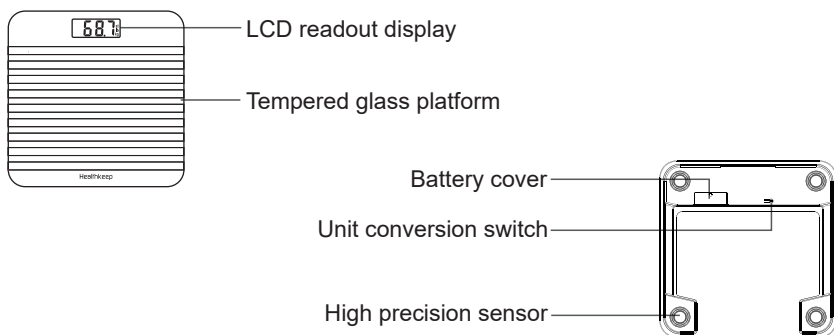 68.7
LCD readout display
Tempered glass platform
Healthkeep
Battery cover
Unit conversion switch
High precision sensor